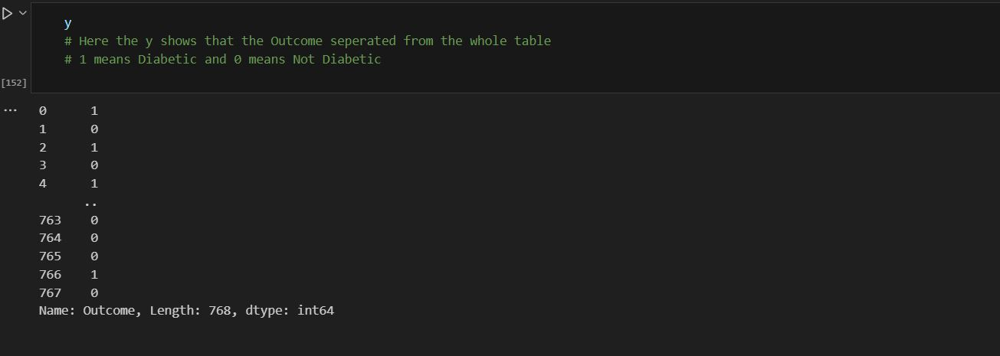 y
# Here the y shows that the Outcome seperated from the whole table
# 1 means Diabetic and 0 means Not Diabetic
[152]
... 0 1
1 0
2 1
3 0
4 1
..
763 0
764 0
765 0
766 1
767 0
Name: Outcome, Length: 768, dtype: int64